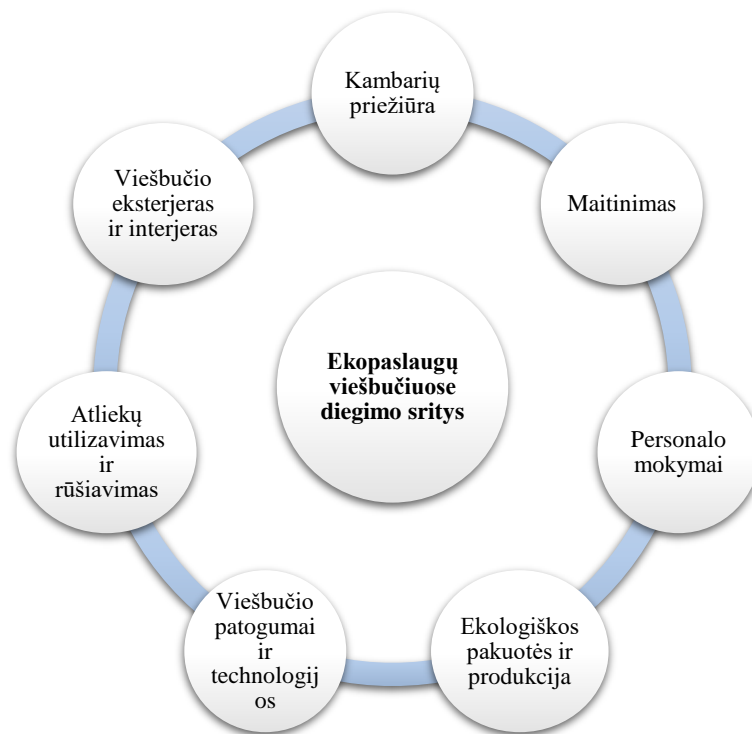 Kambarių
priežiūra
Maitinimas
Personalo
mokymai
Ekologiškos
pakuotės ir
produkcija
Viešbučio
patogumai
ir
technologij
os
Atliekų
utilizavimas
ir
rūšiavimas
Viešbučio
eksterjeras
ir interjeras
Ekopaslaugų
viešbučiuose
diegimo sritys